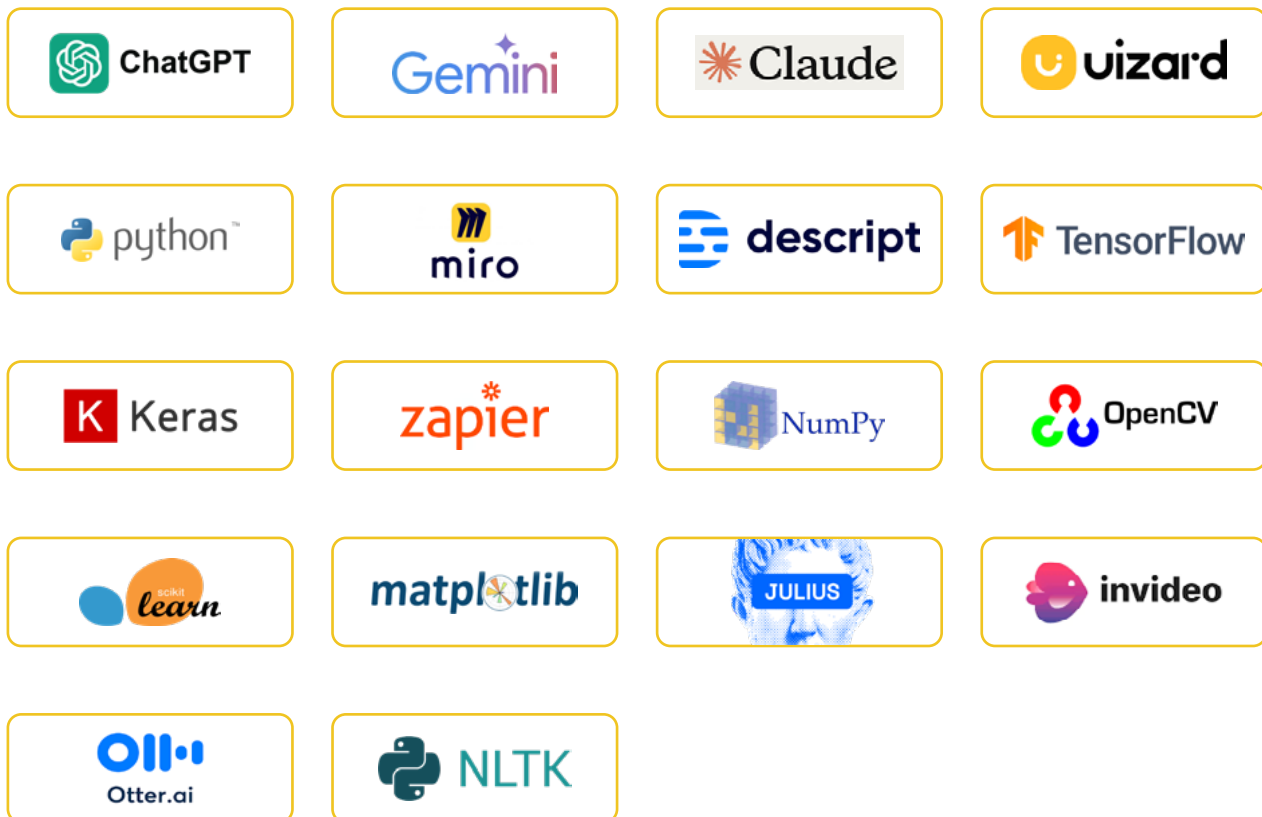 ChatGPT
Gemini
Claude
uizard
python™
miro
descript
TensorFlow
K Keras
zapier
NumPy
OpenCV
scikit
learn
matplotlib
JULIUS
invideo
Otter.ai
NLTK